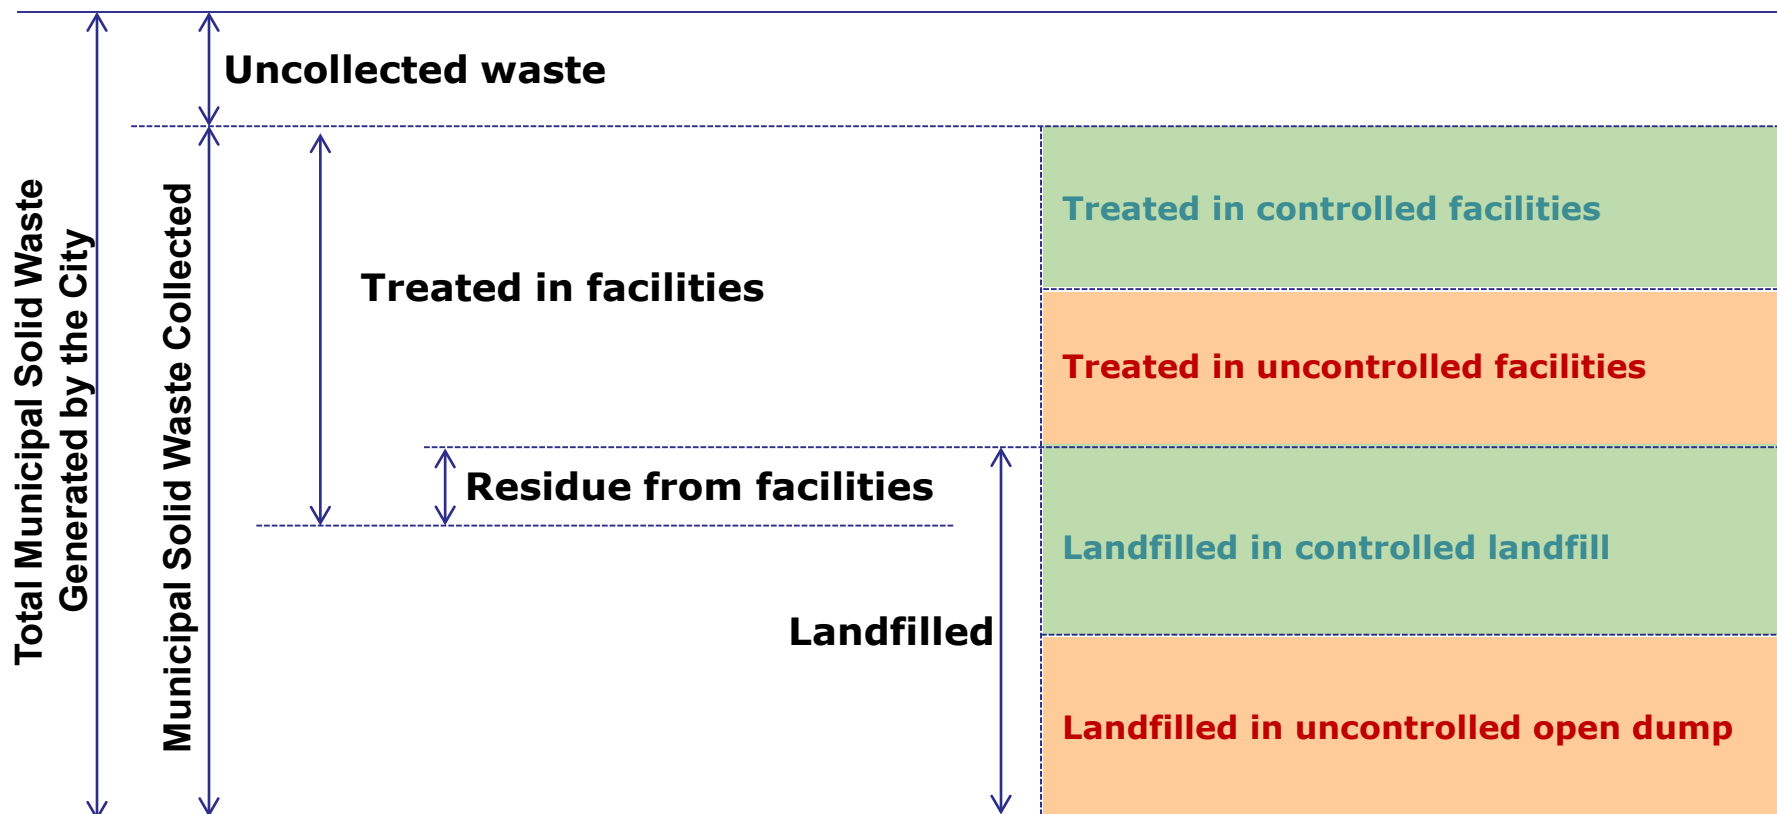 Total Municipal Solid Waste
Generated by the City
Municipal Solid Waste Collected
Uncollected waste
Treated in facilities
Residue from facilities
Landfilled
Treated in controlled facilities
Treated in uncontrolled facilities
Landfilled in controlled landfill
Landfilled in uncontrolled open dump